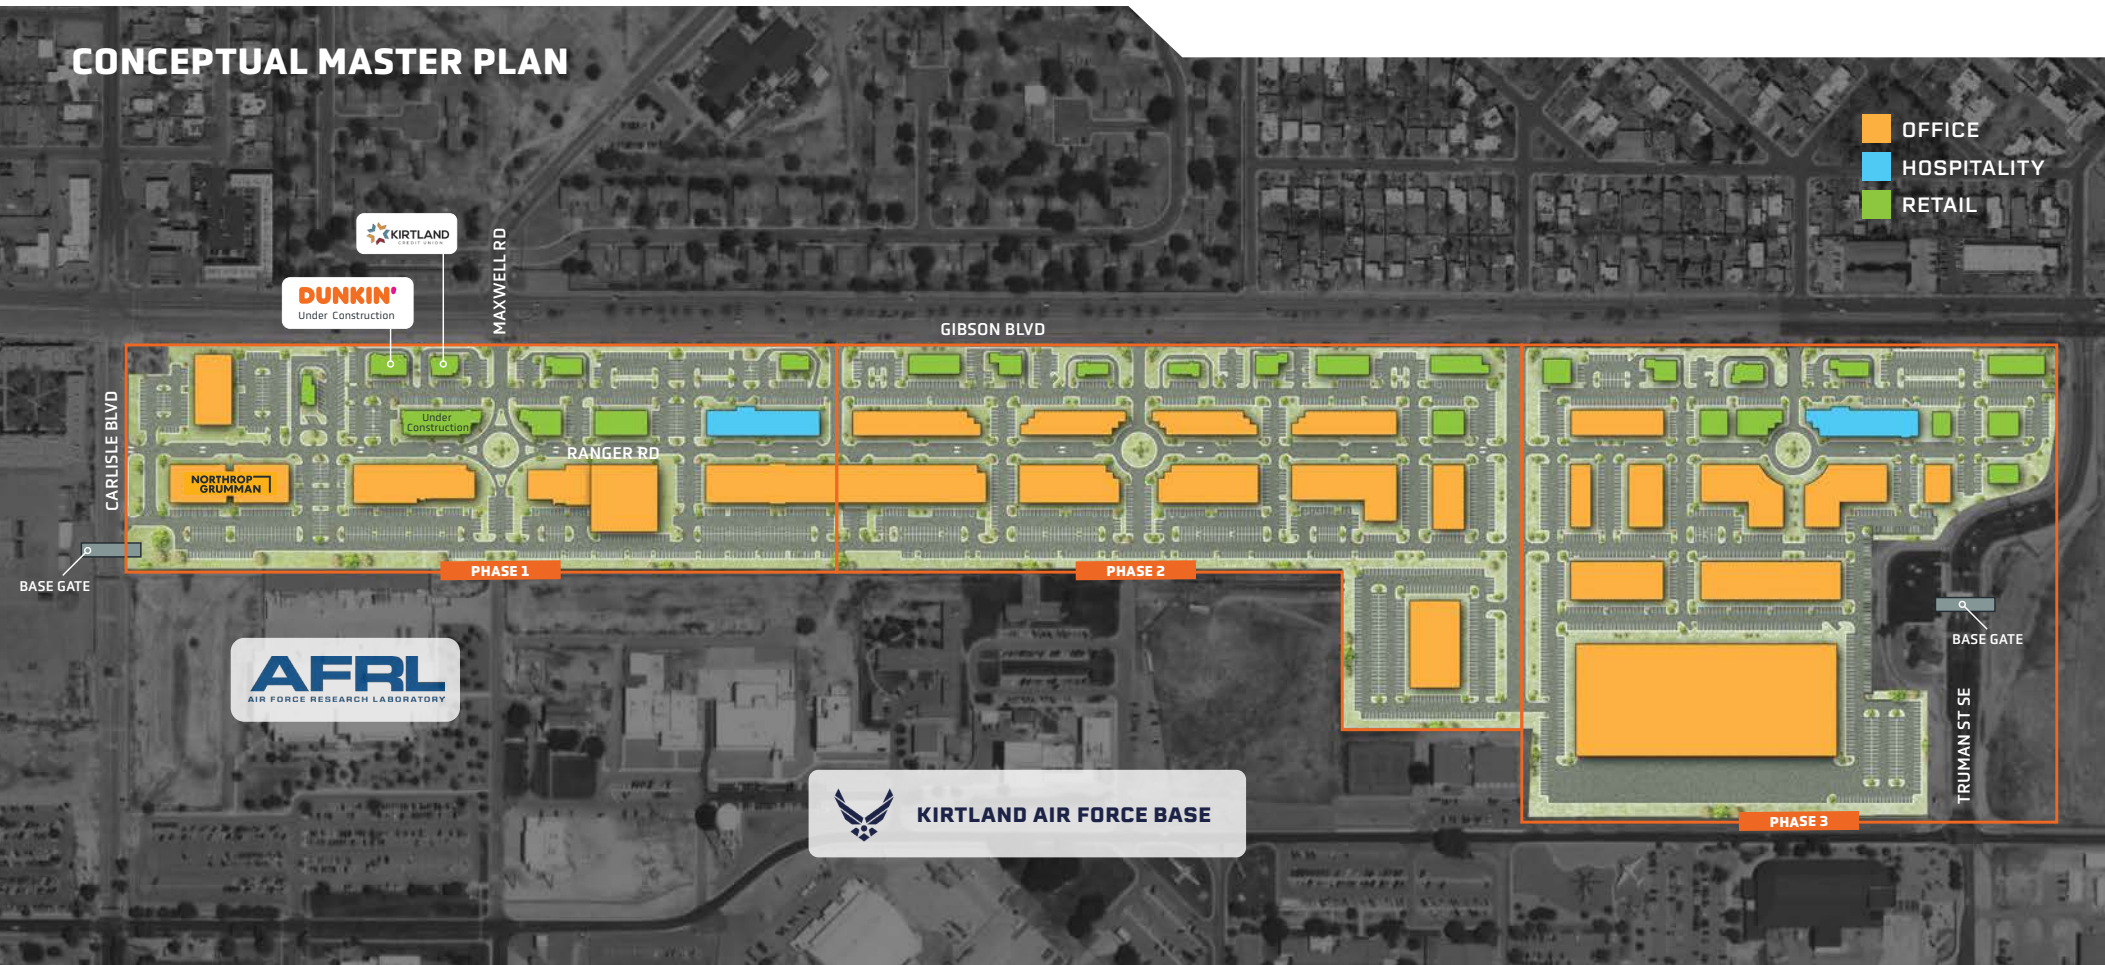 CONCEPTUAL MASTER PLAN
OFFICE
HOSPITALITY
RETAIL
KIRTLAND
CREDIT UNION
DUNKIN'
Under Construction
MAXWELL RD
GIBSON BLVD
CARLISLE BLVD
Under
Construction
RANGER RD
NORTHROP
GRUMMAN
BASE GATE
PHASE 1
PHASE 2
BASE GATE
AFRL
AIR FORCE RESEARCH LABORATORY
TRUMAN ST SE
KIRTLAND AIR FORCE BASE
PHASE 3